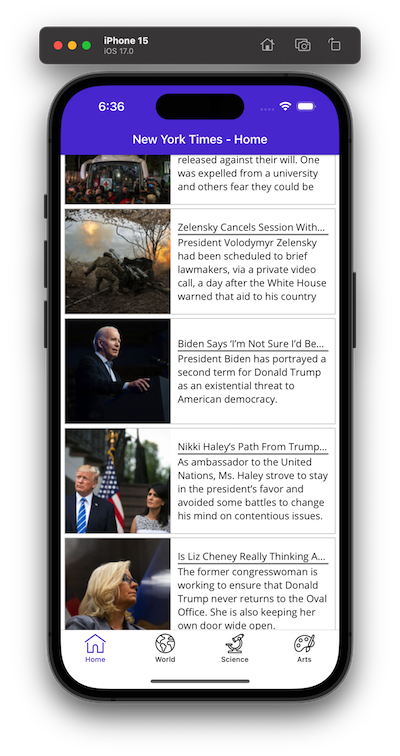 iPhone 15
iOS 17.0
6:36
New York Times - Home
released against their will. One
was expelled from a university
and others fear they could be
Zelensky Cancels Session With...
President Volodymyr Zelensky
had been scheduled to brief
lawmakers, via a private video
call, a day after the White House
warned that aid to his country
Biden Says ‘I’m Not Sure I’d Be...
President Biden has portrayed a
second term for Donald Trump
as an existential threat to
American democracy.
Nikki Haley’s Path From Trump...
As ambassador to the United
Nations, Ms. Haley strove to stay
in the president’s favor and
avoided some battles to change
his mind on contentious issues.
Is Liz Cheney Really Thinking A...
The former congresswoman is
working to ensure that Donald
Trump never returns to the Oval
Office. She is also keeping her
own door wide open.
Home
World
Science
Arts